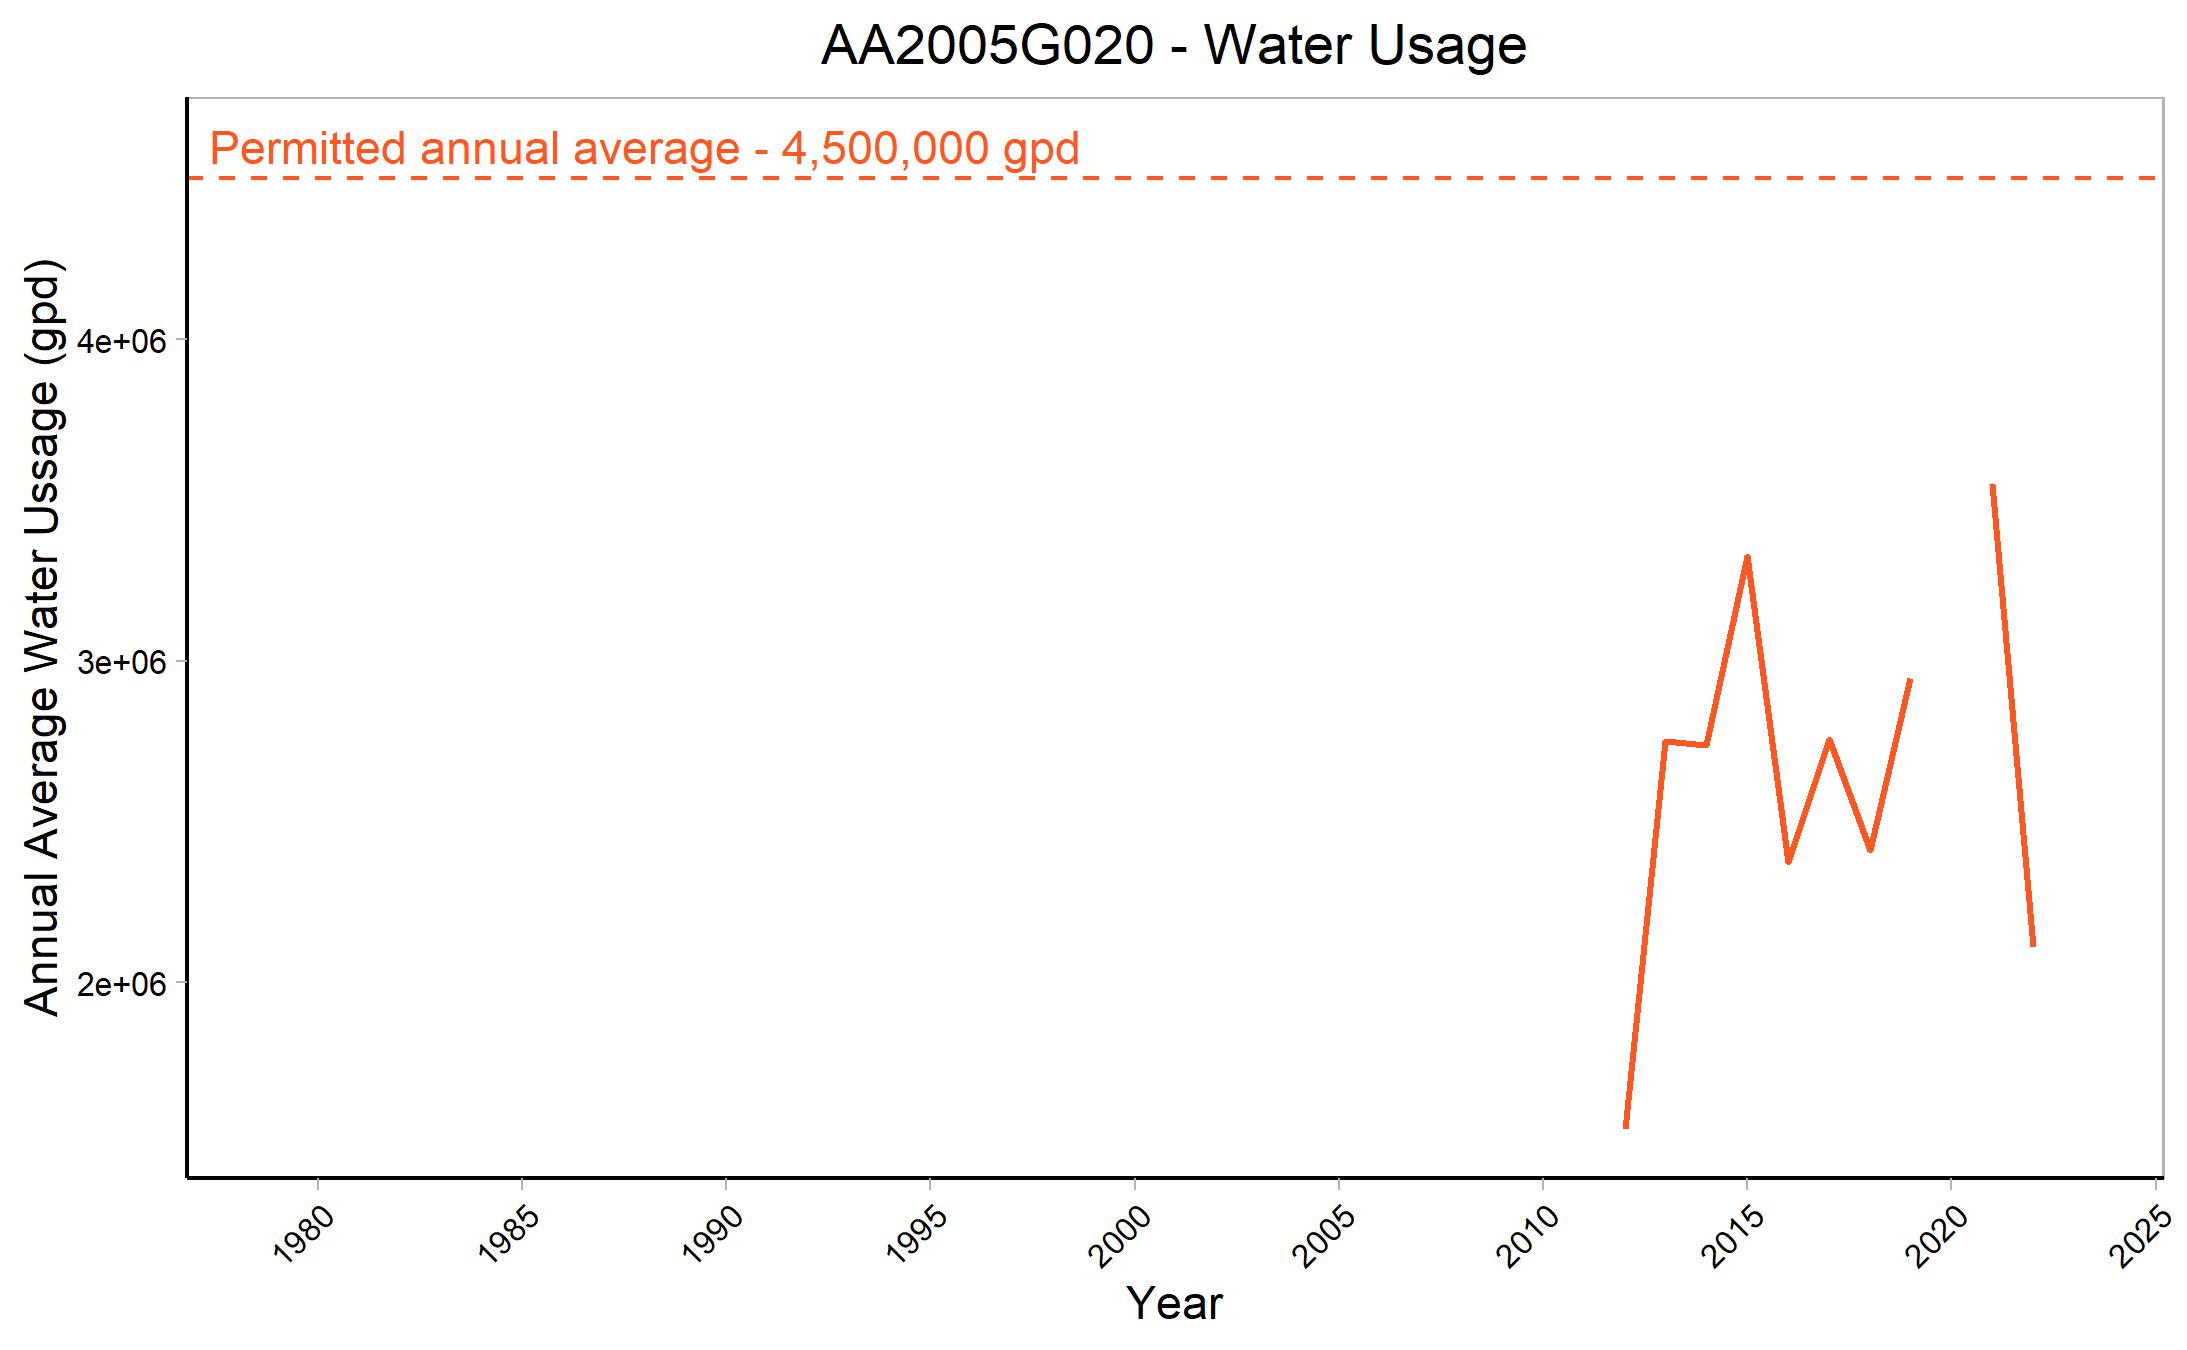 AA2005G020 - Water Usage
Permitted annual average - 4,500,000 gpd
Annual Average Water Ussage (gpd)
4e+06
3e+06
2e+06
1980
1985
1990
1995
2000
2005
2010
2015
2020
2025
Year